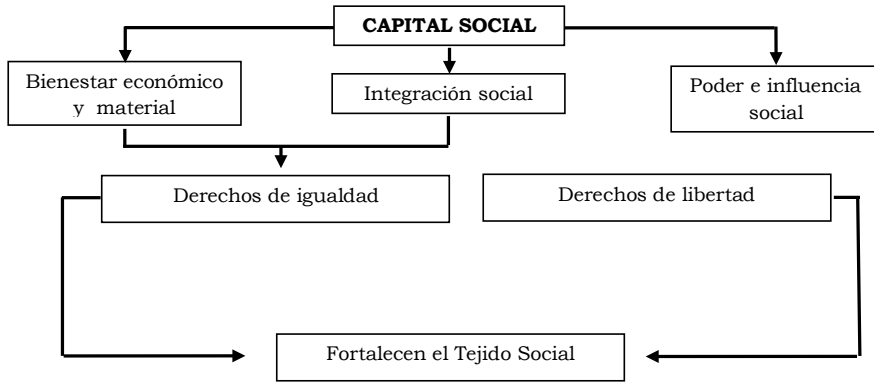 CAPITAL SOCIAL
Bienestar económico
y material
Integración social
Poder e influencia
social
Derechos de igualdad
Derechos de libertad
Fortalecen el Tejido Social